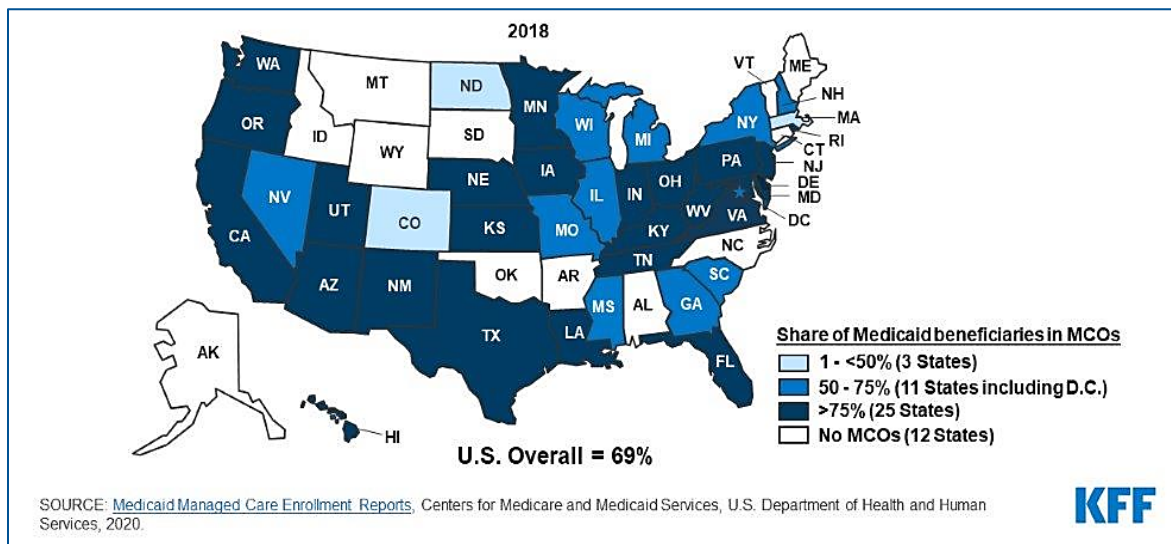 2018
WA
MT
ND
MN
VT
ME
NH
MA
RI
CT
NJ
DE
MD
DC
OR
ID
WY
SD
WI
MI
NY
PA
NV
UT
CO
NE
IA
IL
IN
OH
WV
VA
CA
KS
MO
KY
NC
TN
AZ
NM
OK
AR
SC
MS
AL
GA
TX
LA
FL
AK
HI
Share of Medicaid beneficiaries in MCOs
1 - <50% (3 States)
50 - 75% (11 States including D.C.)
>75% (25 States)
No MCOs (12 States)
U.S. Overall = 69%
SOURCE: Medicaid Managed Care Enrollment Reports, Centers for Medicare and Medicaid Services, U.S. Department of Health and Human
Services, 2020.
KFF